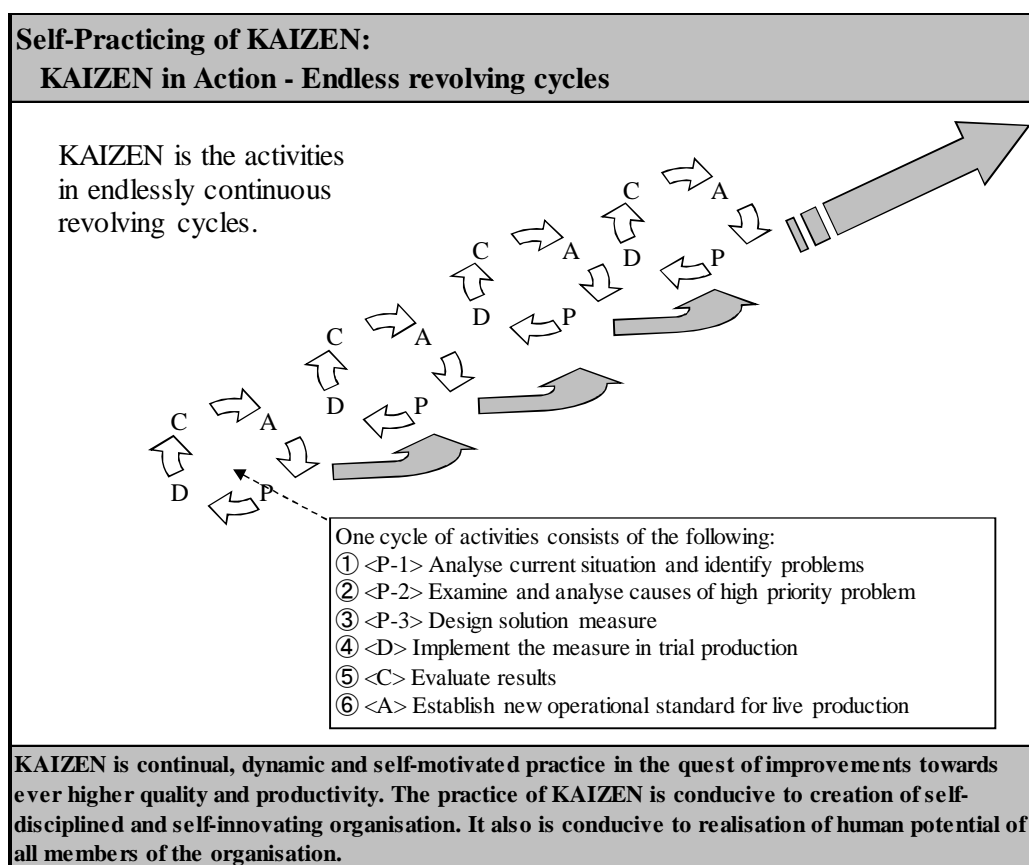 Self-Practicing of KAIZEN:
KAIZEN in Action - Endless revolving cycles
KAIZEN is the activities
in endlessly continuous
revolving cycles.
C A
D P
C A
D P
C A
D P
C A
D P
One cycle of activities consists of the following:
① <P-1> Analyse current situation and identify problems
② <P-2> Examine and analyse causes of high priority problem
③ <P-3> Design solution measure
④ <D> Implement the measure in trial production
⑤ <C> Evaluate results
⑥ <A> Establish new operational standard for live production
KAIZEN is continual, dynamic and self-motivated practice in the quest of improvements towards
ever higher quality and productivity. The practice of KAIZEN is conducive to creation of self-
disciplined and self-innovating organisation. It also is conducive to realisation of human potential of
all members of the organisation.